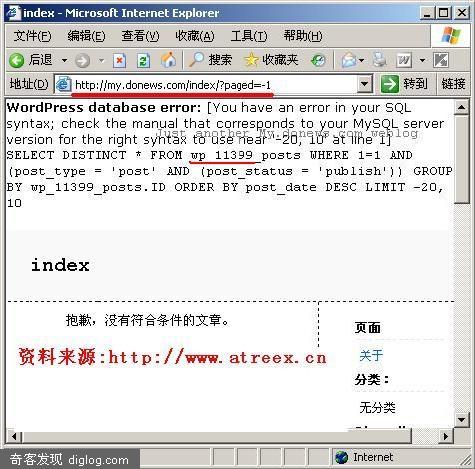 index - Microsoft Internet Explorer
文件(F) 编辑(E) 查看(V) 收藏(A) 工具(T)
后退 搜索 收藏夹
地址(D) http://my.donews.com/index/?paged=-1 转到 链接
WordPress database error: [You have an error in your SQL
syntax; check the manual that corresponds to your MySQL server
Just another My.donews.com weblog
version for the right syntax to use near '-20, 10' at line 1]
SELECT DISTINCT * FROM wp_11399_posts WHERE 1=1 AND
(post_type = 'post' AND (post_status = 'publish')) GROUP
BY wp_11399_posts.ID ORDER BY post_date DESC LIMIT -20,
10
index
抱歉，没有符合条件的文章。
资料来源:http://www.atreex.cn
页面
关于
分类：
无分类
奇客发现 diglog.com
Internet